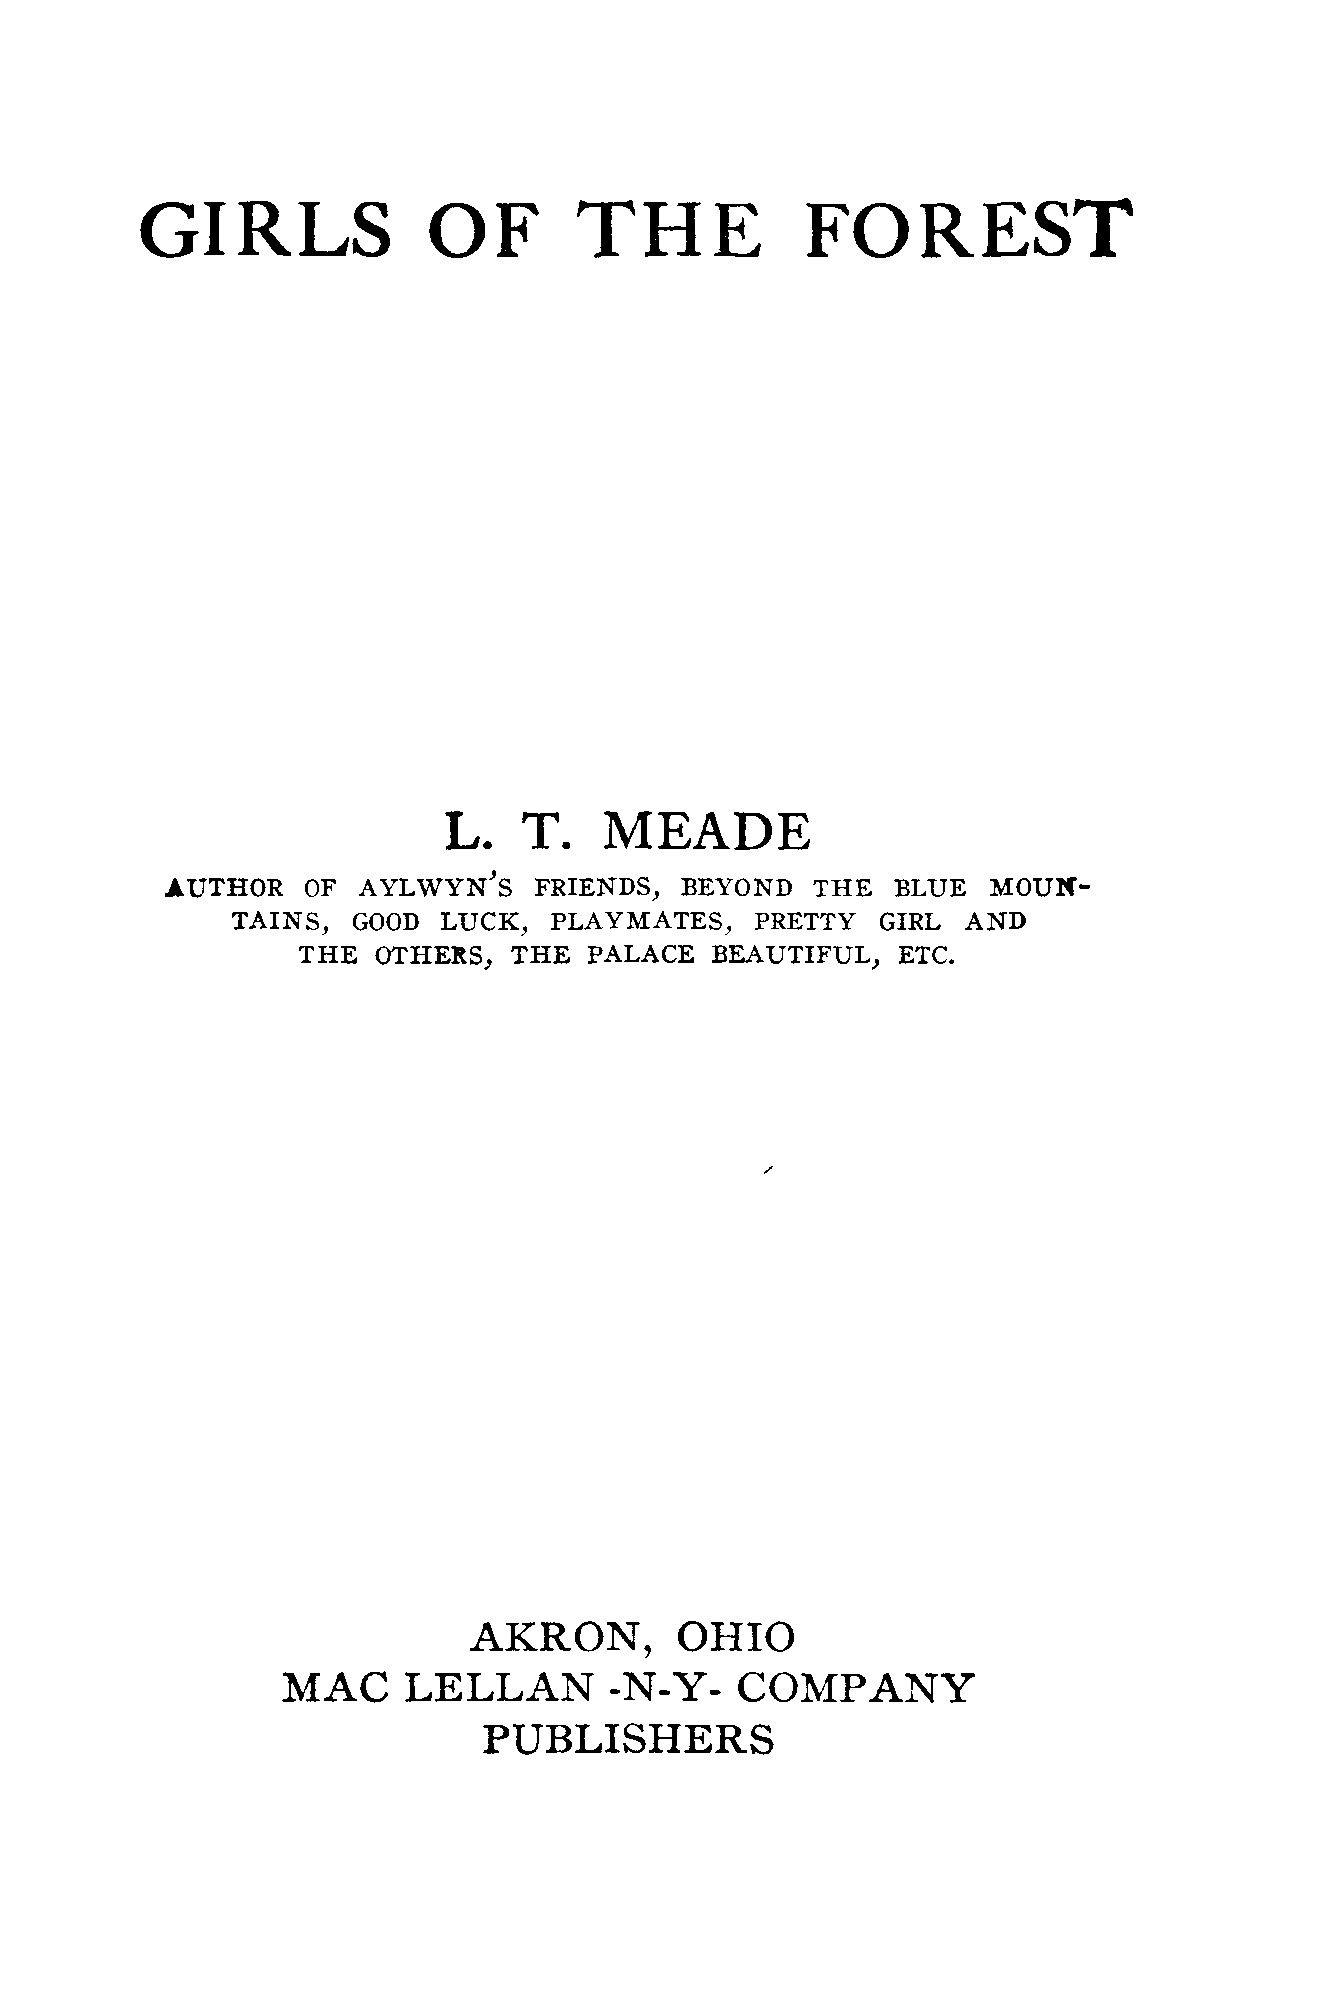 GIRLS OF THE FOREST
L. T. MEADE
AUTHOR OF AYLWYN'S FRIENDS, BEYOND THE BLUE MOUN-
TAINS, GOOD LUCK, PLAYMATES, PRETTY GIRL AND
THE OTHERS, THE PALACE BEAUTIFUL, ETC.
AKRON, OHIO
MAC LELLAN -N-Y- COMPANY
PUBLISHERS